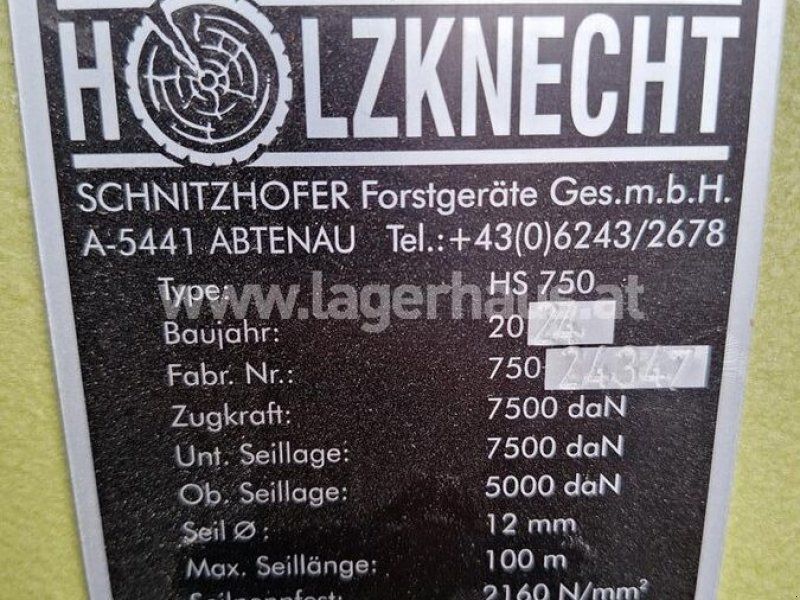 HOLZKNECHT
SCHNITZHOFER Forstgeräte Ges.m.b.H.
A-5441 ABTENAU Tel.:+43(0)6243/2678
www.lagerhaus.at
Type: HS 750
Baujahr: 2024
Fabr. Nr.: 750-24347
Zugkraft: 7500 daN
Unt. Seillage: 7500 daN
Ob. Seillage: 5000 daN
Seil Ø: 12 mm
Max. Seillänge: 100 m
2160 N/mm²